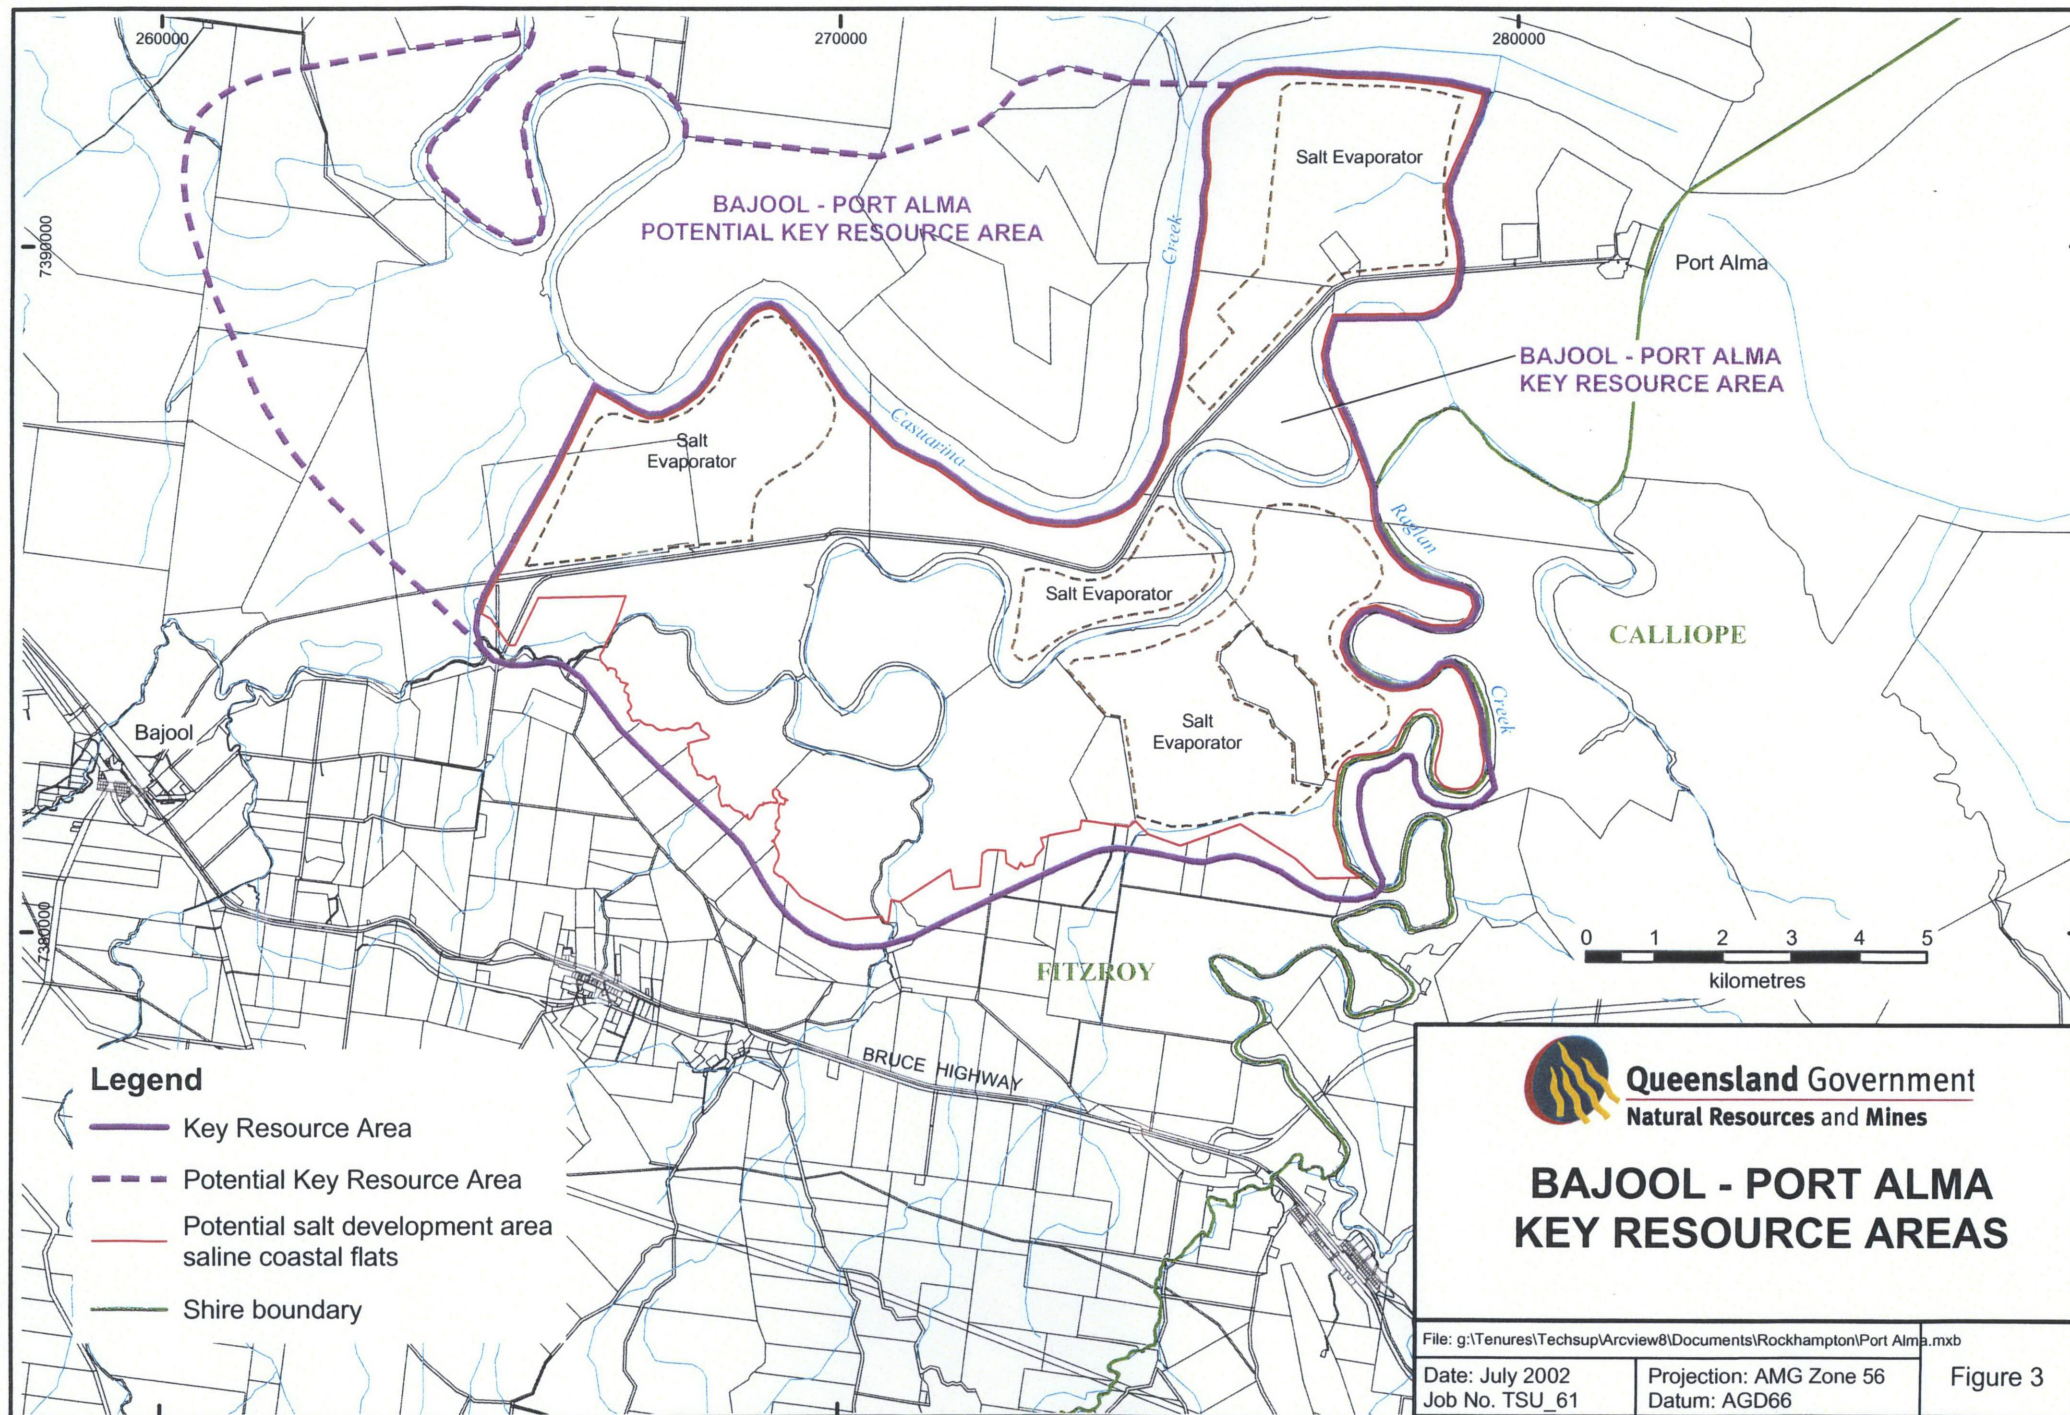 260000
270000
280000
7390000
7380000
Salt Evaporator
BAJOOL - PORT ALMA
POTENTIAL KEY RESOURCE AREA
Creek
Port Alma
BAJOOL - PORT ALMA
KEY RESOURCE AREA
Casuarina
Salt
Evaporator
Raglan
Salt Evaporator
CALLIOPE
Creek
Salt
Evaporator
Bajool
FITZROY
0 1 2 3 4 5
kilometres
BRUCE HIGHWAY
Legend
Key Resource Area
Potential Key Resource Area
Potential salt development area
saline coastal flats
Shire boundary
Queensland Government
Natural Resources and Mines
BAJOOL - PORT ALMA
KEY RESOURCE AREAS
File: g:\Tenures\Techsup\Arcview8\Documents\Rockhampton\Port Alma.mxb
Date: July 2002
Job No. TSU_61
Projection: AMG Zone 56
Datum: AGD66
Figure 3